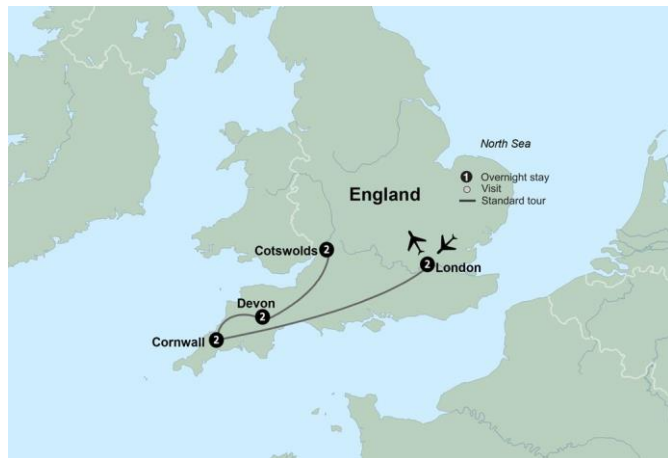 North Sea
1 Overnight stay
Visit
Standard tour
England
Cotswolds 2
2 London
Devon
2
Cornwall 2